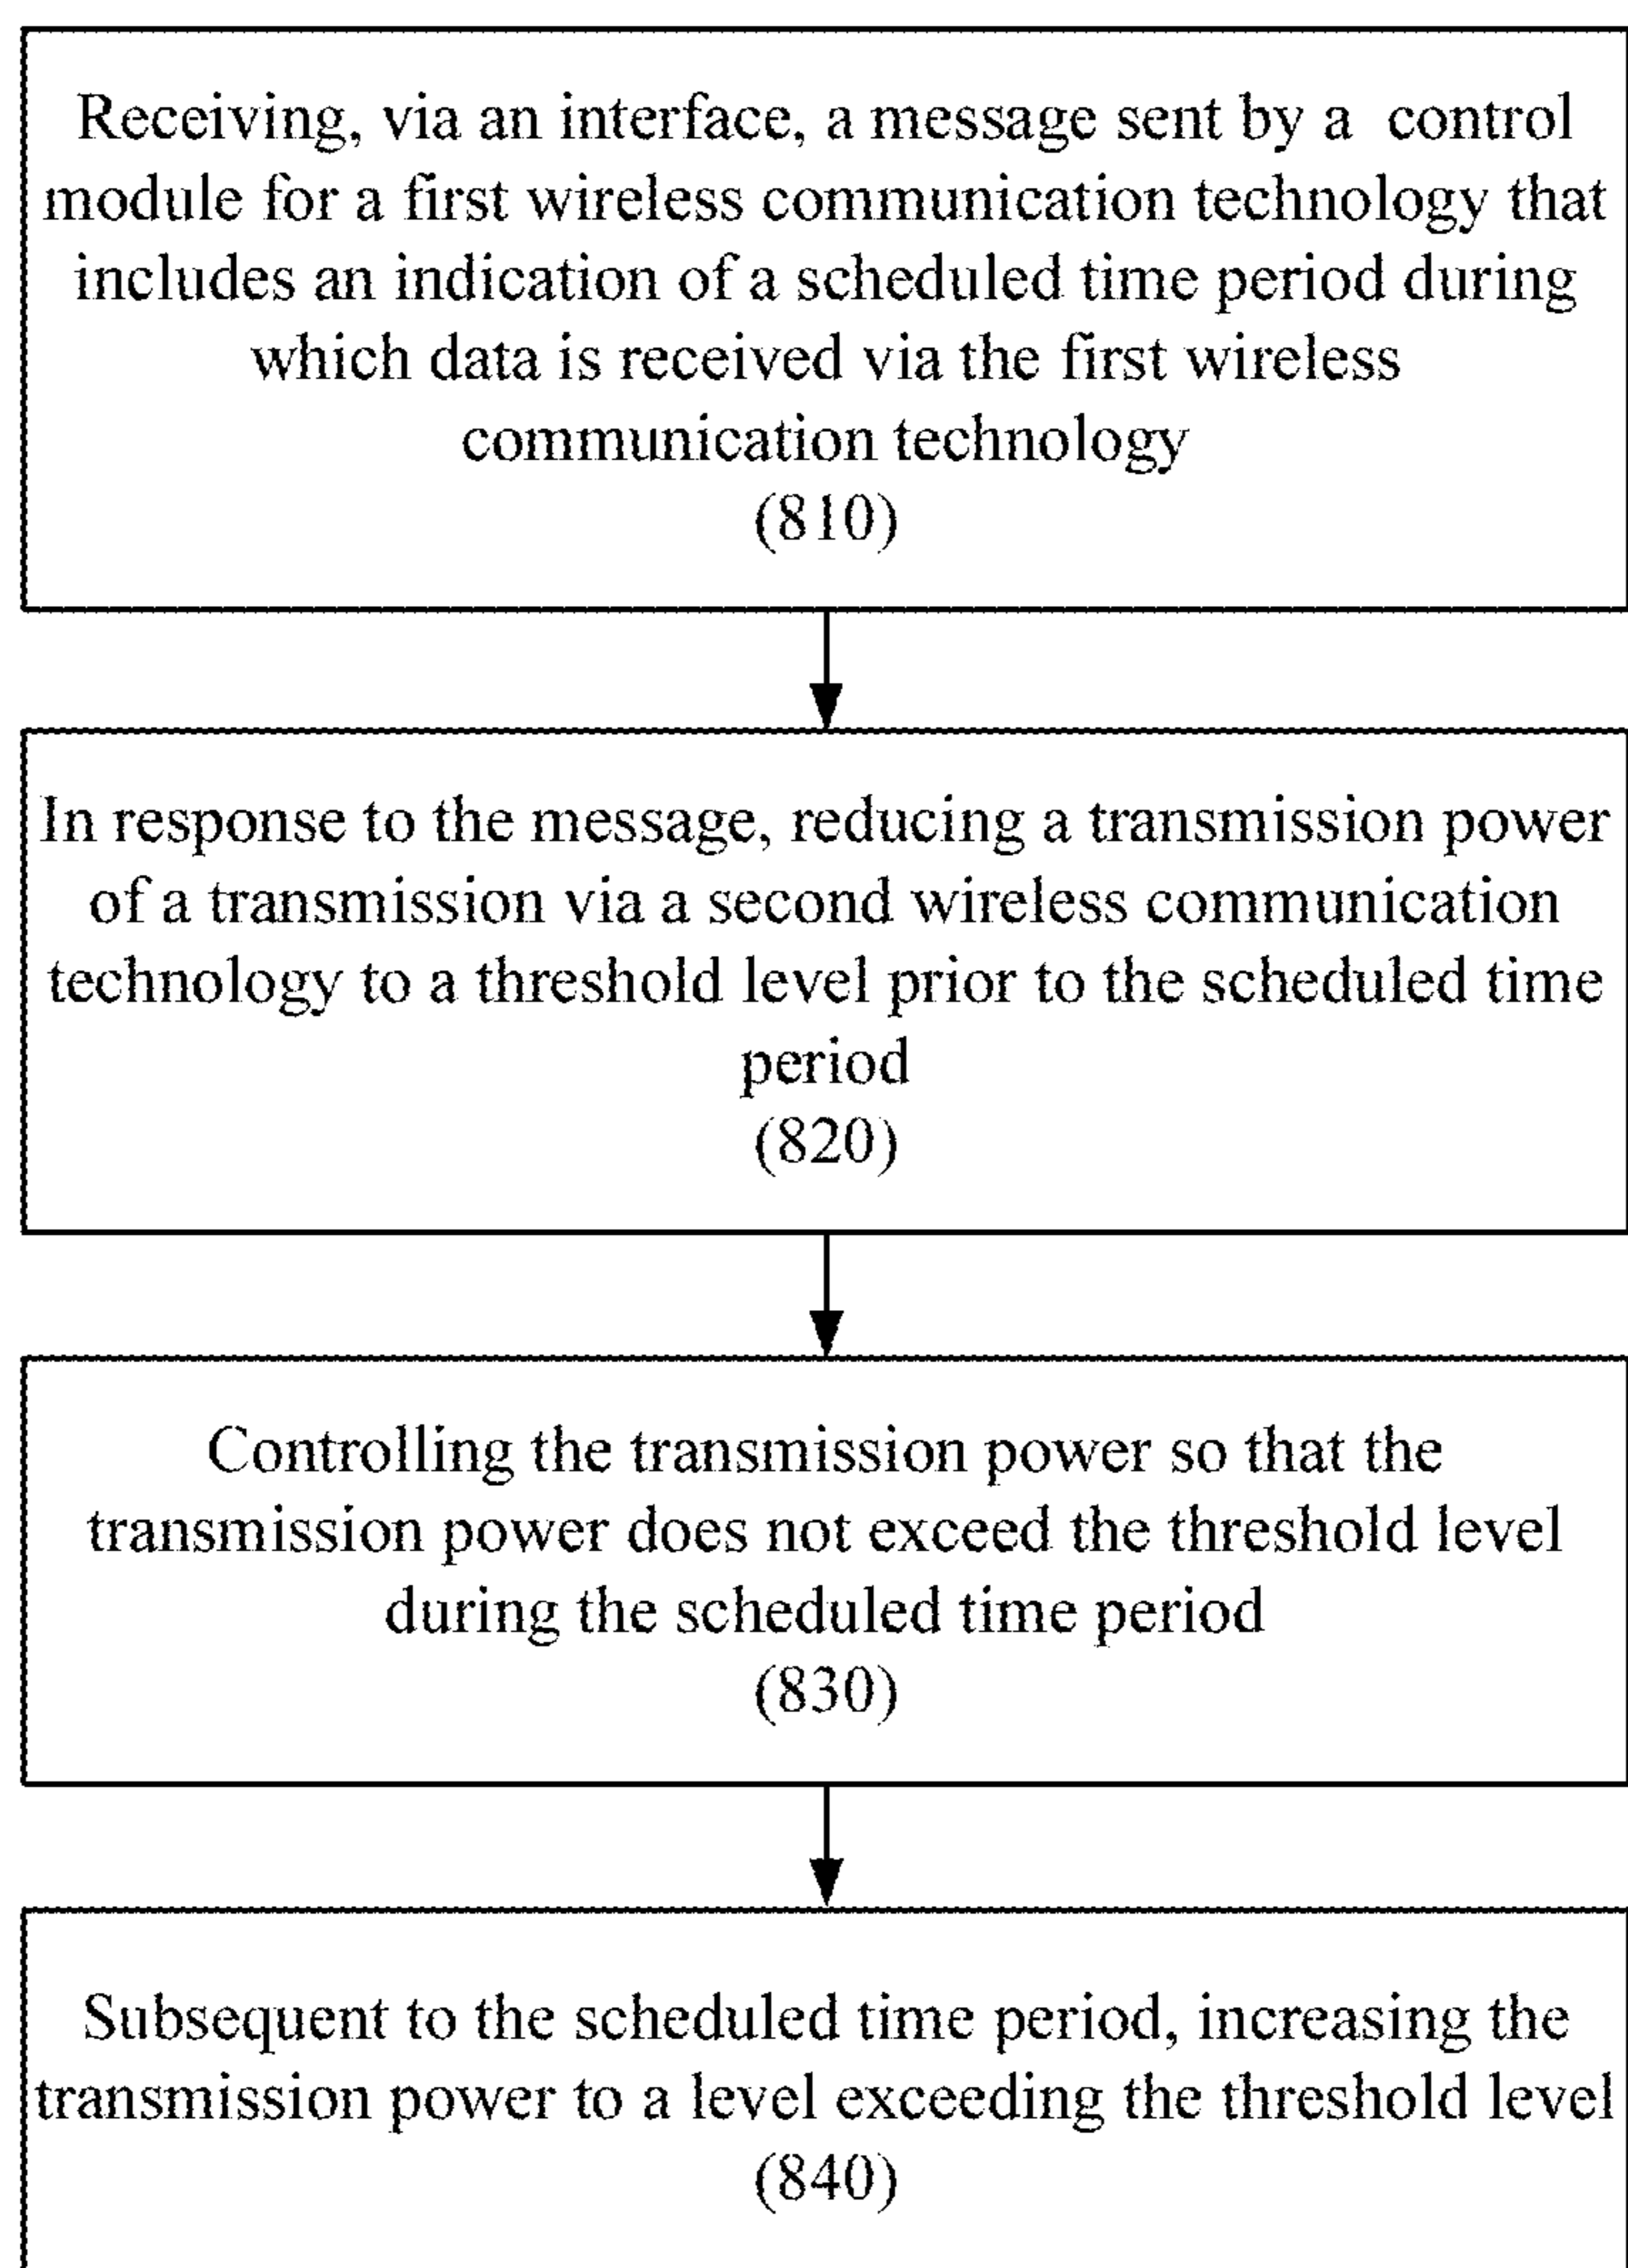 Receiving, via an interface, a message sent by a control
module for a first wireless communication technology that
includes an indication of a scheduled time period during
which data is received via the first wireless
communication technology
(810)
In response to the message, reducing a transmission power
of a transmission via a second wireless communication
technology to a threshold level prior to the scheduled time
period
(820)
Controlling the transmission power so that the
transmission power does not exceed the threshold level
during the scheduled time period
(830)
Subsequent to the scheduled time period, increasing the
transmission power to a level exceeding the threshold level
(840)